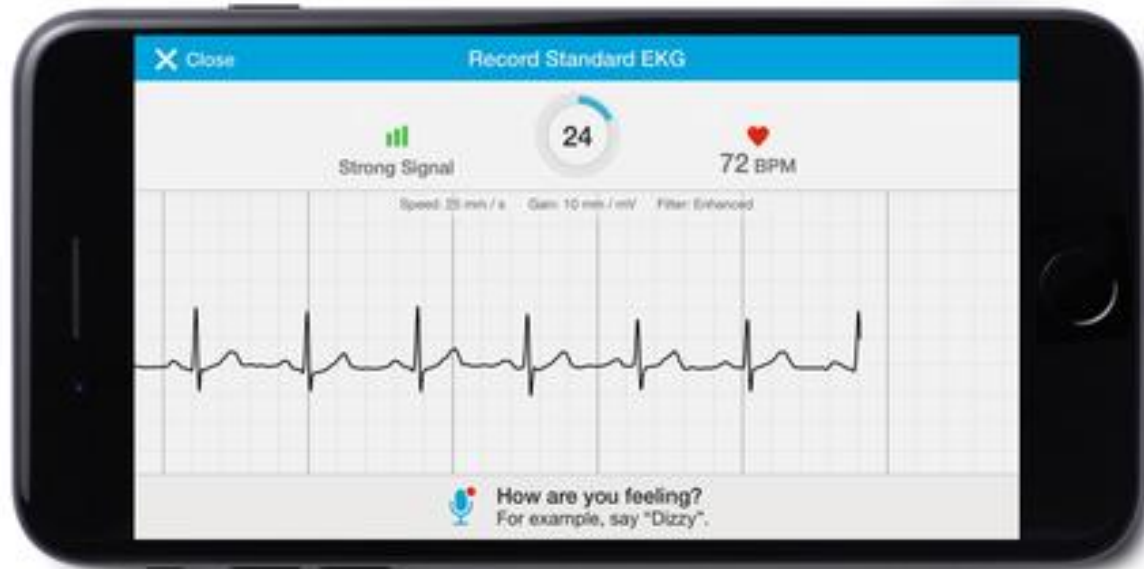 Close
Record Standard EKG
24
Strong Signal
72 BPM
Speed: 25 mm / s Gain: 10 mm / mV Filter: Enhanced
How are you feeling?
For example, say "Dizzy".